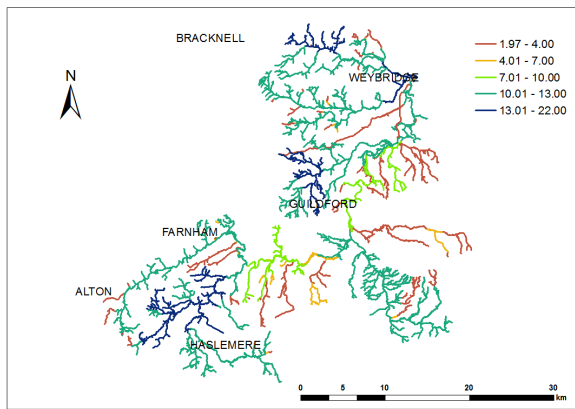 BRACKNELL
1.97 - 4.00
4.01 - 7.00
7.01 - 10.00
10.01 - 13.00
13.01 - 22.00
N
WEYBRIDGE
GUILDFORD
FARNHAM
ALTON
HASLEMERE
0 5 10 20 30
km